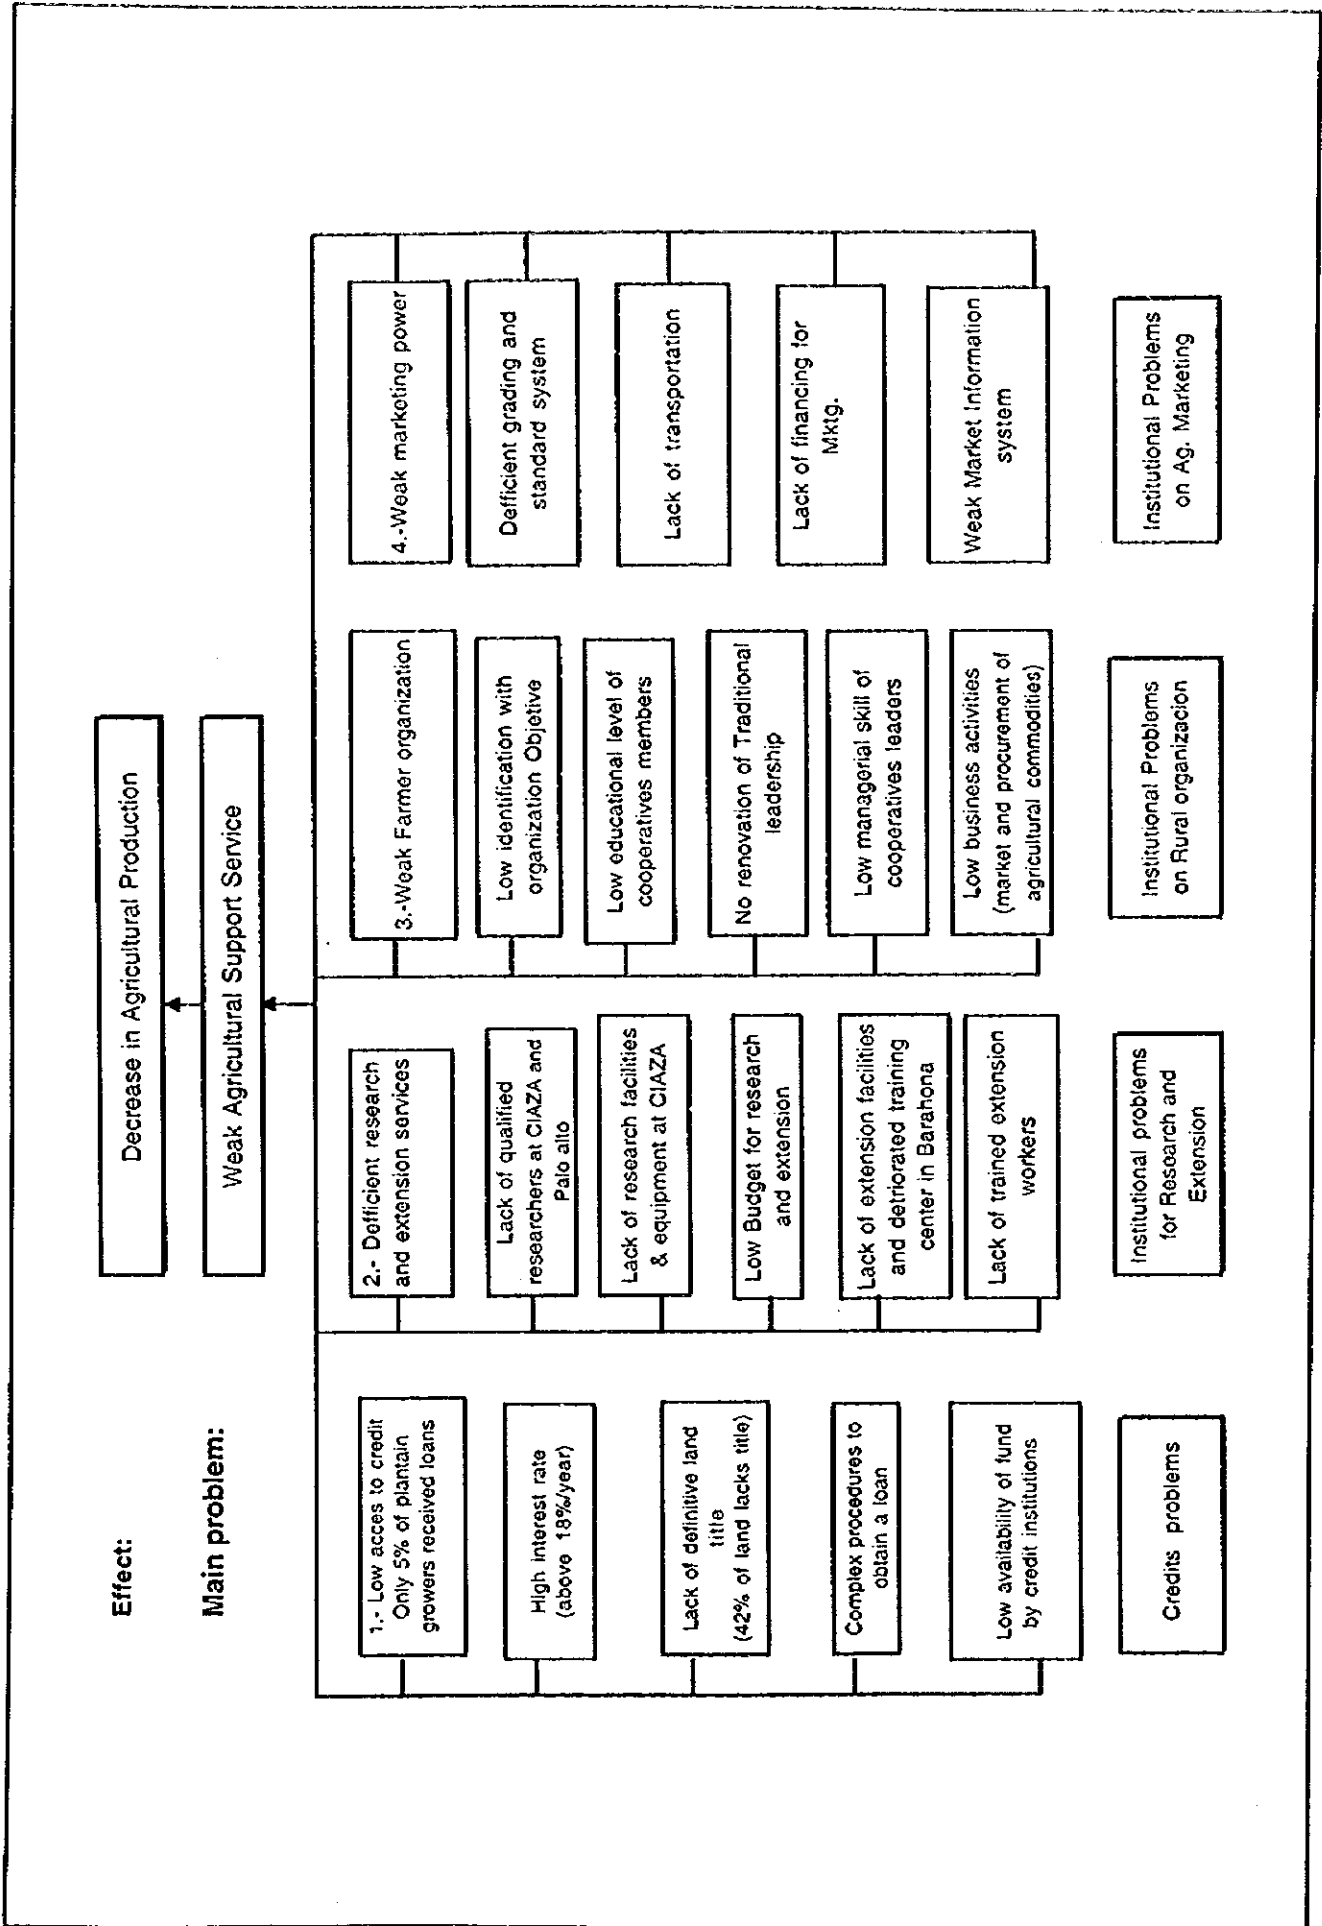 Effect:
Decrease in Agricultural Production
Main problem:
Weak Agricultural Support Service
1.- Low acces to credit
Only 5% of plantain
growers received loans
High interest rate
(above 18%/year)
Lack of definitive land
title
(42% of land lacks title)
Complex procedures to
obtain a loan
Low availability of fund
by credit institutions
Credits problems
2.- Defficient research
and extension services
Lack of qualified
researchers at CIAZA and
Palo alto
Lack of research facilities
& equipment at CIAZA
Low Budget for research
and extension
Lack of extension facilities
and detriorated training
center in Barahona
Lack of trained extension
workers
Institutional problems
for Research and
Extension
3.-Weak Farmer organization
Low identification with
organization Objetive
Low educational level of
cooperatives members
No renovation of Traditional
leadership
Low managerial skill of
cooperatives leaders
Low business activities
(market and procurement of
agricultural commodities)
Institutional Problems
on Rural organizacion
4.-Weak marketing power
Defficient grading and
standard system
Lack of transportation
Lack of financing for
Mktg.
Weak Market Information
system
Institutional Problems
on Ag. Marketing